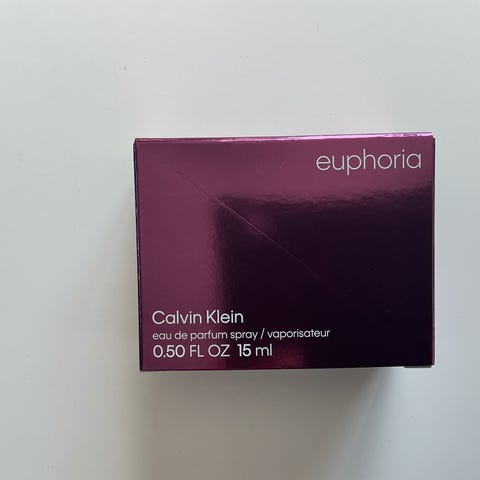 euphoria
Calvin Klein
eau de parfum spray / vaporisateur
0.50 FL OZ 15 ml